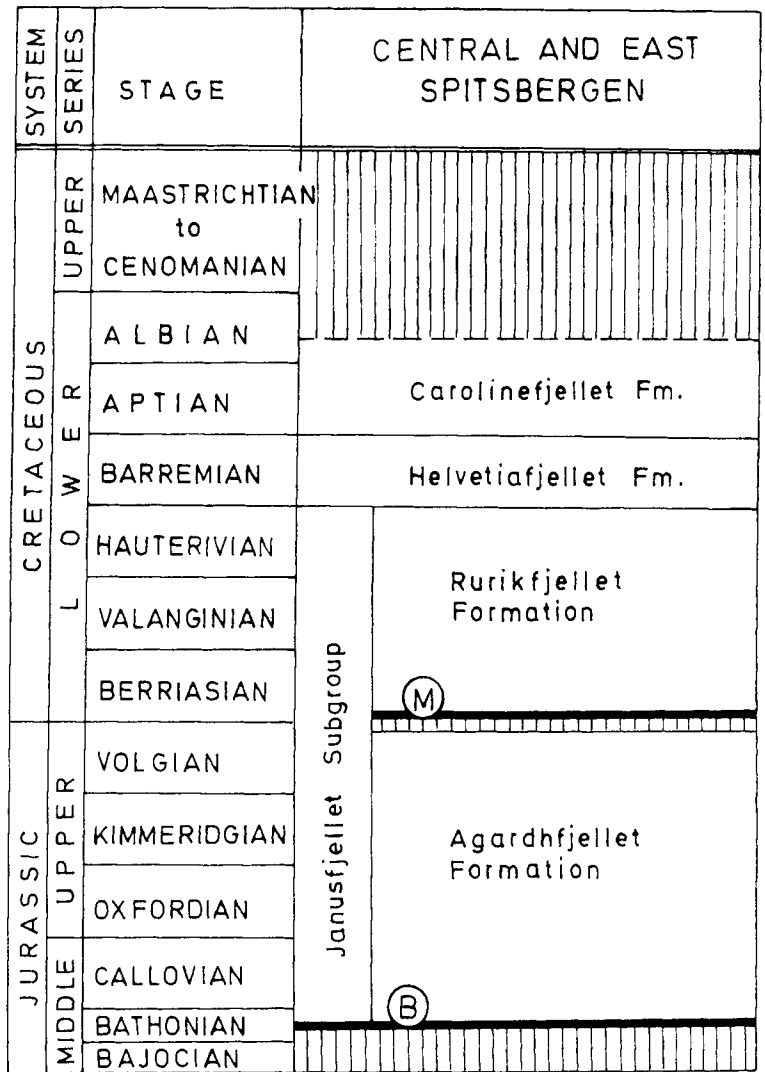 SYSTEM
SERIES
STAGE
CENTRAL AND EAST
SPITSBERGEN
CRETACEOUS
UPPER
MAASTRICHTIAN
to
CENOMANIAN
LOWER
ALBIAN
APTIAN
Carolinefjellet Fm.
BARREMIAN
Helvetiafjellet Fm.
HAUTERIVIAN
VALANGINIAN
BERRIASIAN
Janusfjellet Subgroup
Rurikfjellet
Formation
M
JURASSIC
UPPER
VOLGIAN
KIMMERIDGIAN
OXFORDIAN
Agardhfjellet
Formation
MIDDLE
CALLOVIAN
BATHONIAN
BAJOCIAN
B